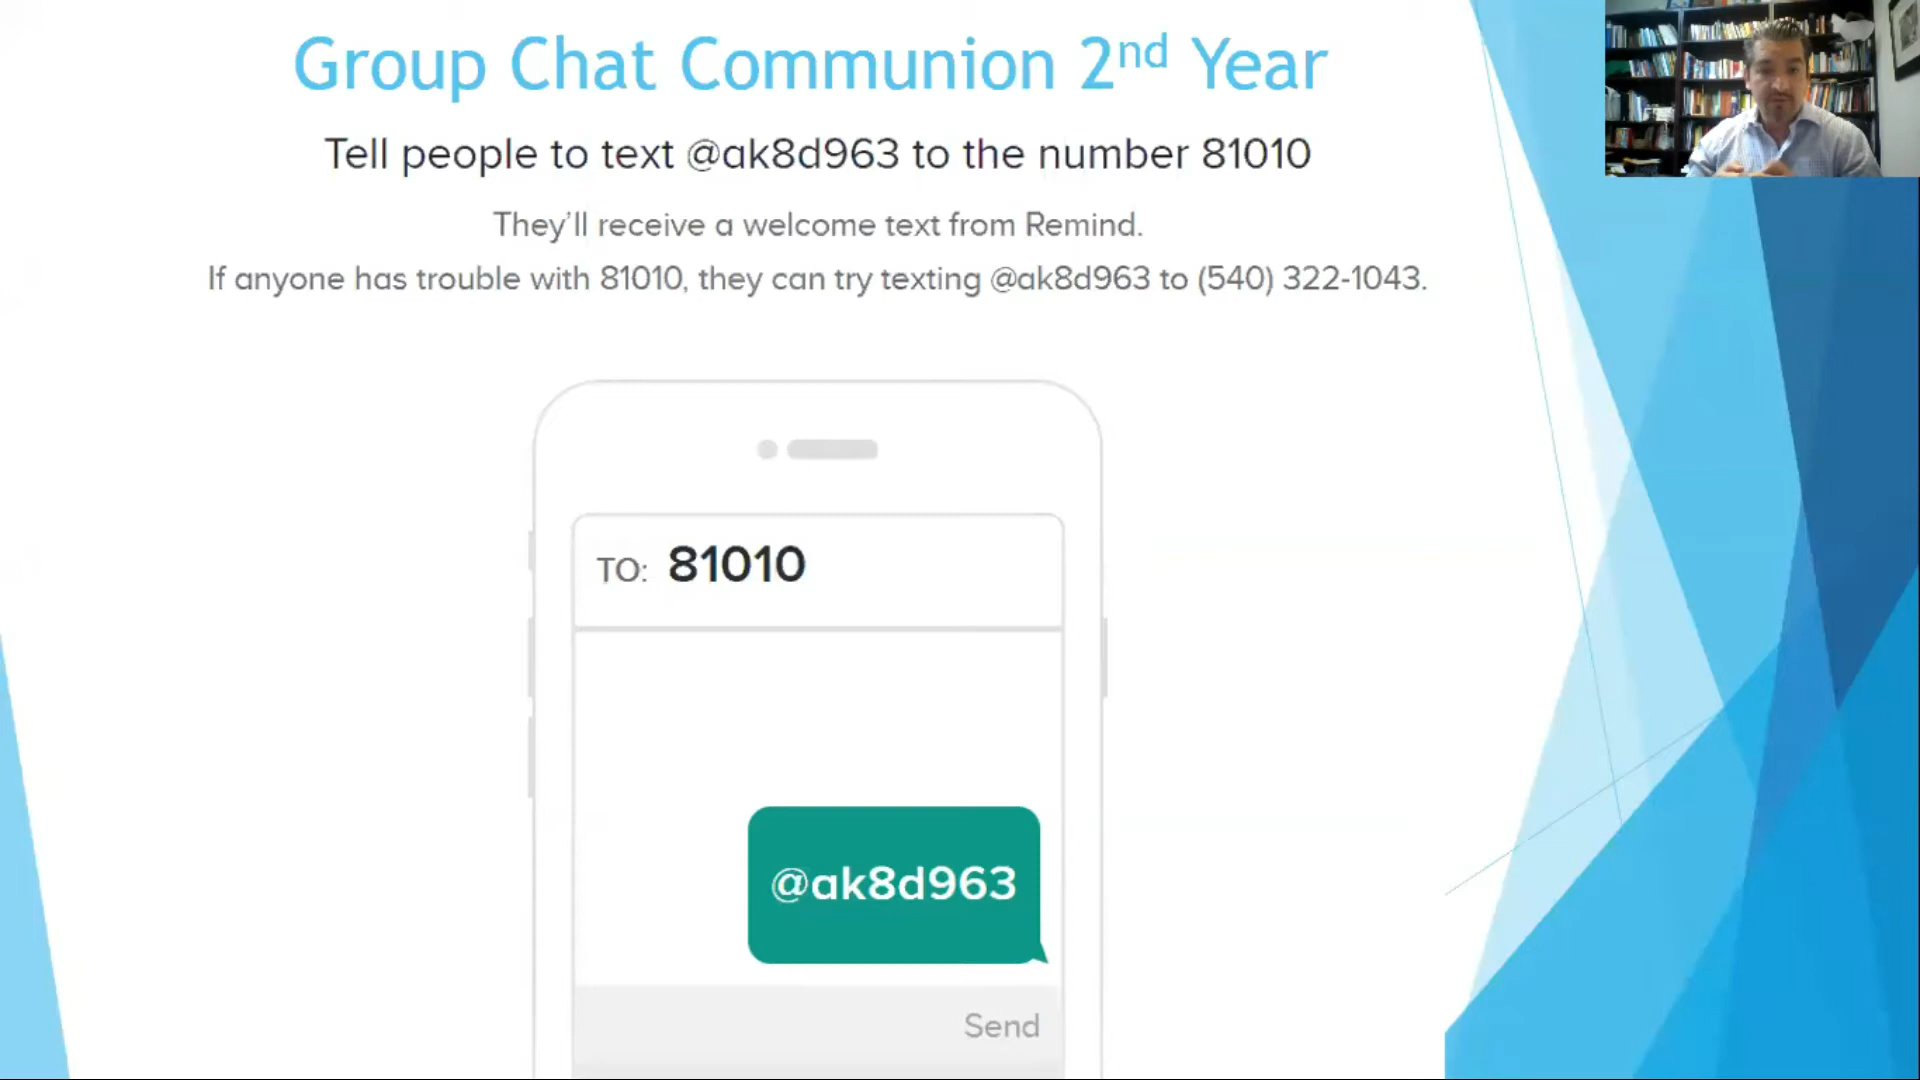 Group Chat Communion 2nd Year
Tell people to text @ak8d963 to the number 81010
They'll receive a welcome text from Remind.
If anyone has trouble with 81010, they can try texting @ak8d963 to (540) 322-1043.
TO: 81010
@ak8d963
Send